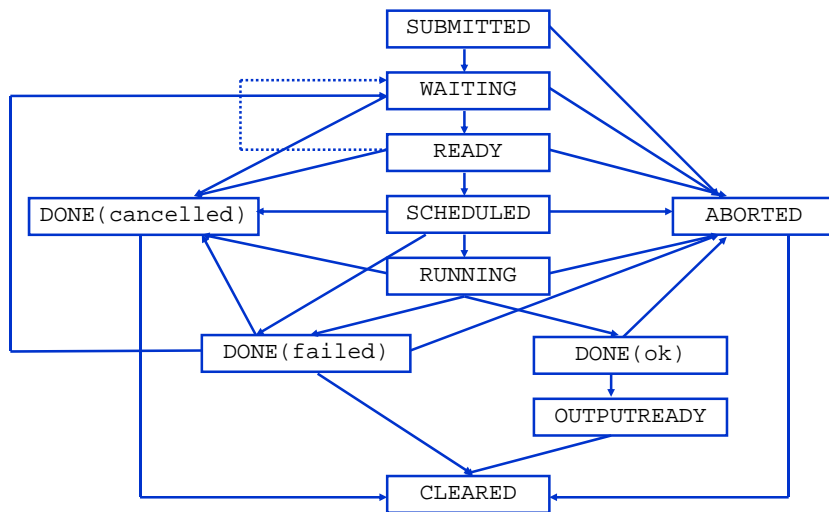 SUBMITTED
WAITING
READY
DONE(cancelled)
SCHEDULED
ABORTED
RUNNING
DONE(failed)
DONE(ok)
OUTPUTREADY
CLEARED